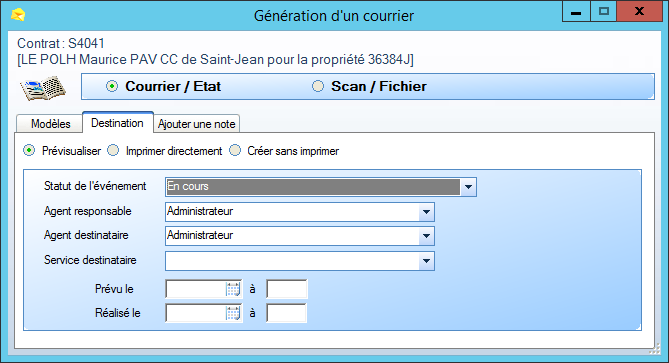 Génération d'un courrier
Contrat : S4041
[LE POLH Maurice PAV CC de Saint-Jean pour la propriété 36384J]
Courrier / Etat Scan / Fichier
Modèles Destination Ajouter une note
Prévisualiser Imprimer directement Créer sans imprimer
Statut de l'événement En cours
Agent responsable Administrateur
Agent destinataire Administrateur
Service destinataire
Prévu le à
Réalisé le à